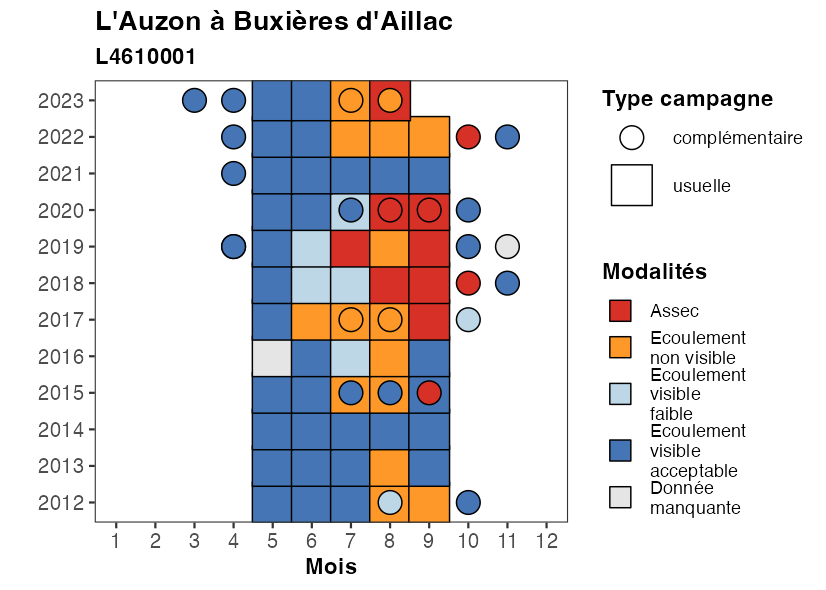 L'Auzon à Buxières d'Aillac
L4610001
2023
2022
2021
2020
2019
2018
2017
2016
2015
2014
2013
2012
1 2 3 4 5 6 7 8 9 10 11 12
Mois
Type campagne
complémentaire
usuelle
Modalités
Assec
Ecoulement
non visible
Ecoulement
visible
faible
Ecoulement
visible
acceptable
Donnée
manquante